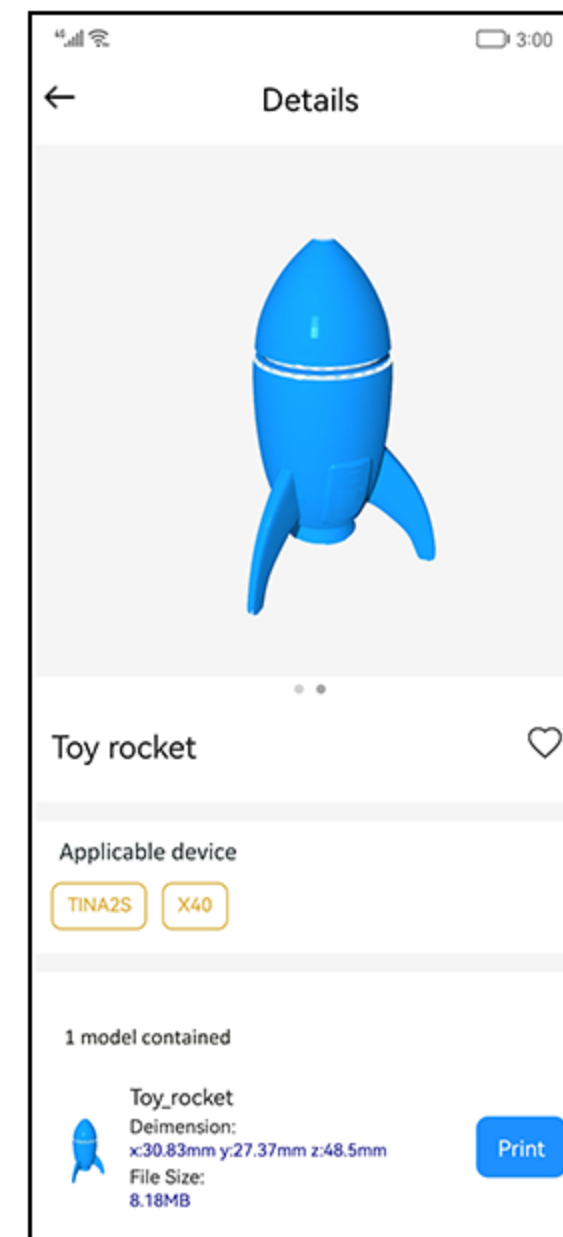 4G 3:00
Details
Toy rocket
Applicable device
TINA2S X40
1 model contained
Toy_rocket
Deimension:
x:30.83mm y:27.37mm z:48.5mm
Print
File Size:
8.18MB